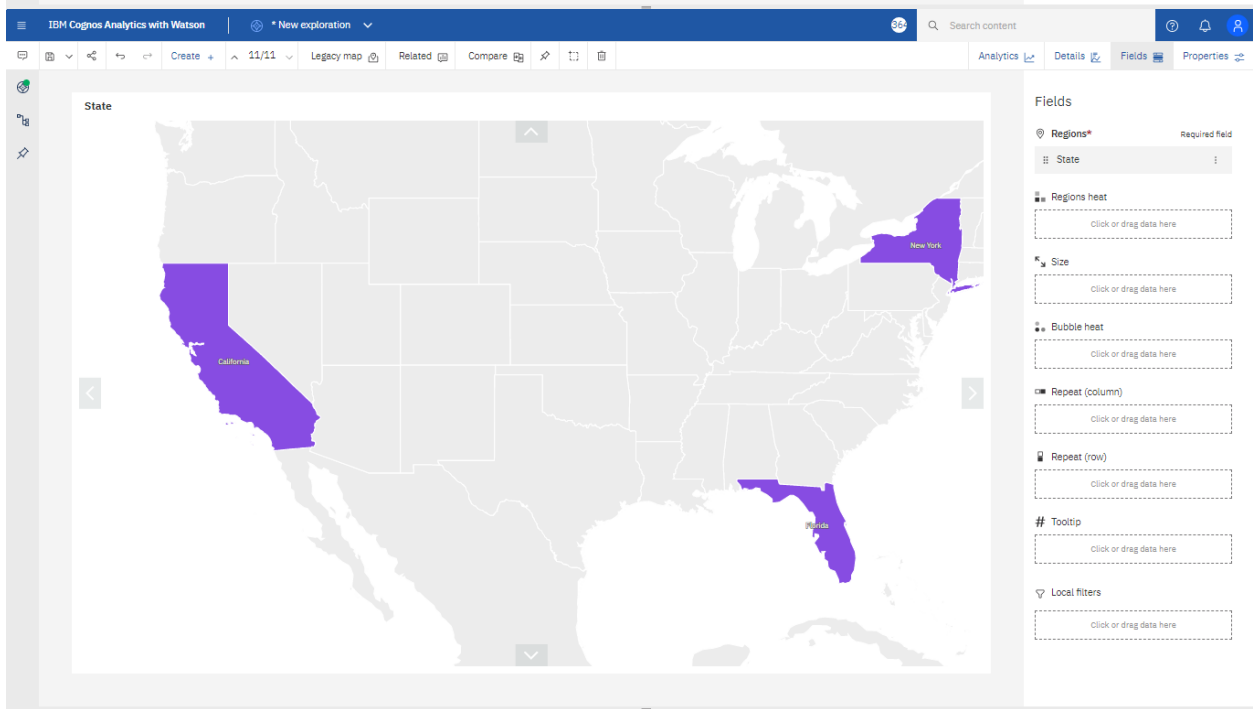 IBM Cognos Analytics with Watson
* New exploration
364
Search content
Create +
11/11
Legacy map
Related
Compare
Analytics
Details
Fields
Properties
State
New York
California
Florida
Fields
Regions* Required field
State
Regions heat
Click or drag data here
Size
Click or drag data here
Bubble heat
Click or drag data here
Repeat (column)
Click or drag data here
Repeat (row)
Click or drag data here
# Tooltip
Click or drag data here
Local filters
Click or drag data here